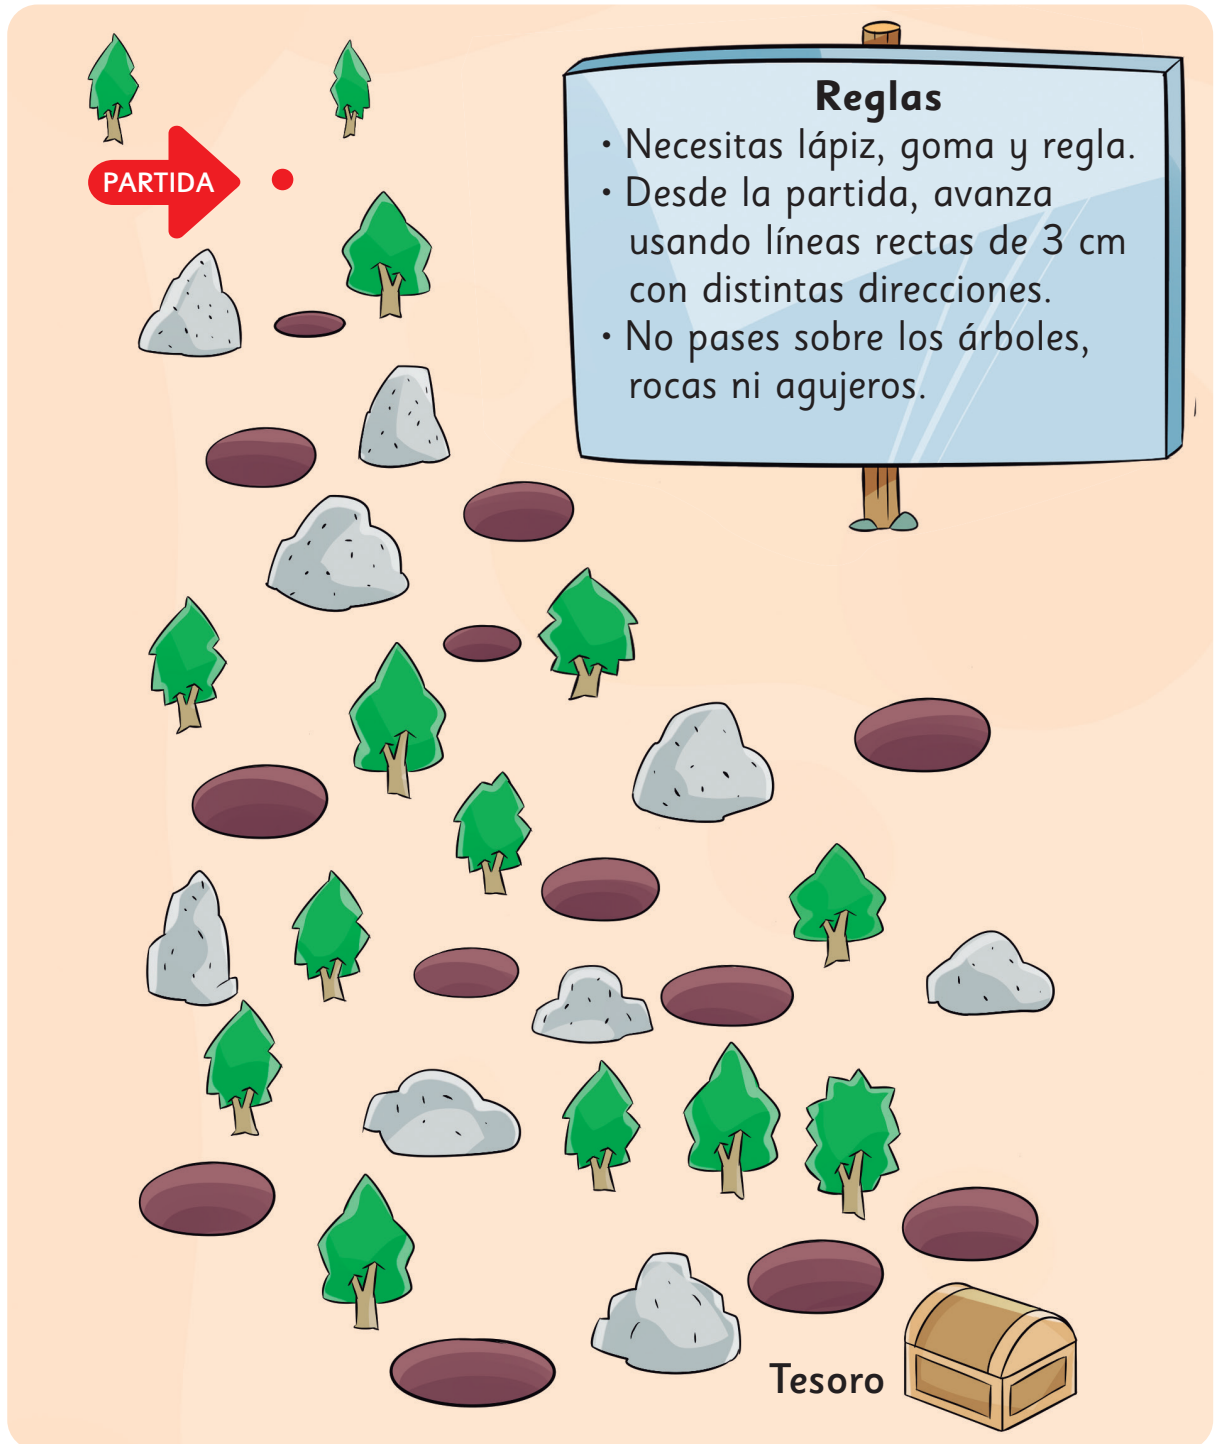 Reglas
• Necesitas lápiz, goma y regla.
• Desde la partida, avanza
usando líneas rectas de 3 cm
con distintas direcciones.
• No pases sobre los árboles,
rocas ni agujeros.
PARTIDA
Tesoro